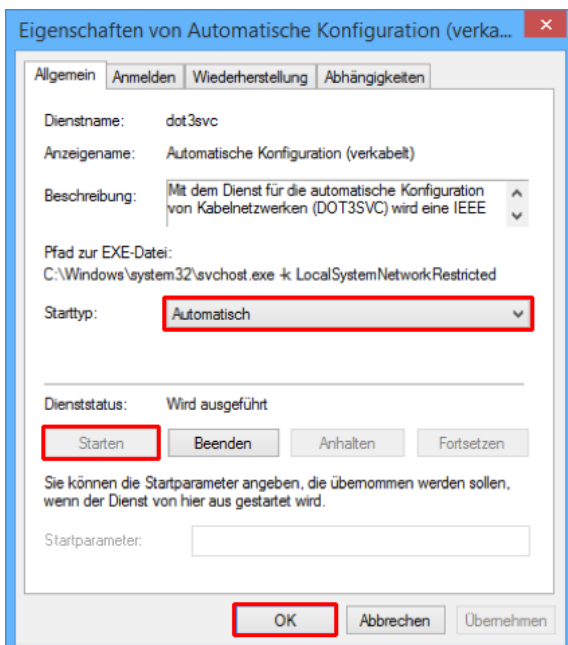 Eigenschaften von Automatische Konfiguration (verka...
Allgemein Anmelden Wiederherstellung Abhängigkeiten
Dienstname: dot3svc
Anzeigename: Automatische Konfiguration (verkabelt)
Beschreibung: Mit dem Dienst für die automatische Konfiguration
von Kabelnetzwerken (DOT3SVC) wird eine IEEE
Pfad zur EXE-Datei:
C:\Windows\system32\svchost.exe -k LocalSystemNetworkRestricted
Starttyp: Automatisch
Dienststatus: Wird ausgeführt
Starten Beenden Anhalten Fortsetzen
Sie können die Startparameter angeben, die übernommen werden sollen,
wenn der Dienst von hier aus gestartet wird.
Startparameter:
OK Abbrechen Übernehmen